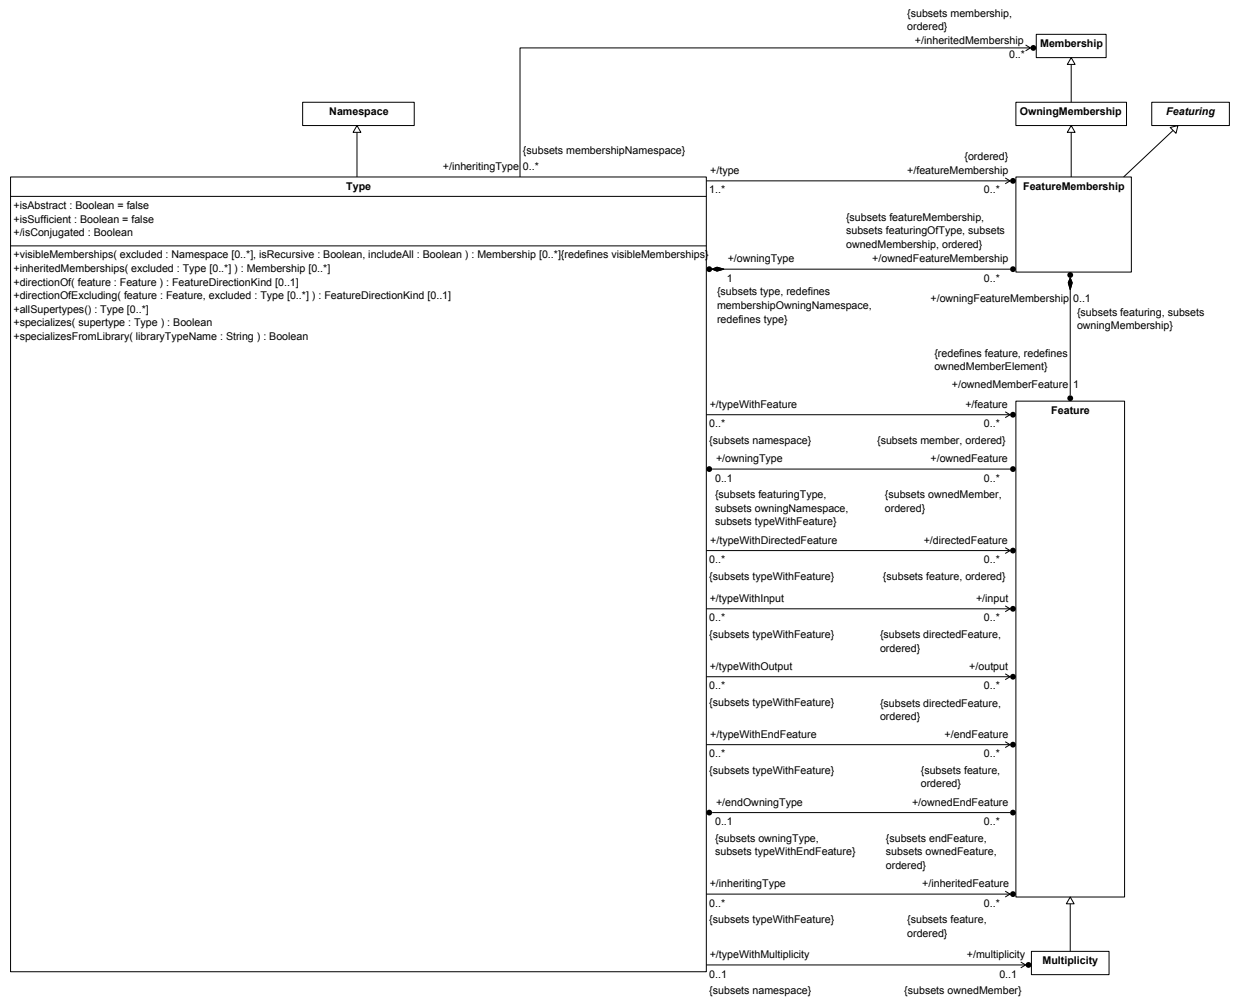 {subsets membership,
ordered}
+/inheritedMembership
0..*
Membership
Namespace
OwningMembership
Featuring
{subsets membershipNamespace}
+/inheritingType 0..*
Type
+isAbstract : Boolean = false
+isSufficient : Boolean = false
+/isConjugated : Boolean
+visibleMemberships( excluded : Namespace [0..*], isRecursive : Boolean, includeAll : Boolean ) : Membership [0..*]{redefines visibleMemberships}
+inheritedMemberships( excluded : Type [0..*] ) : Membership [0..*]
+directionOf( feature : Feature ) : FeatureDirectionKind [0..1]
+directionOfExcluding( feature : Feature, excluded : Type [0..*] ) : FeatureDirectionKind [0..1]
+allSupertypes() : Type [0..*]
+specializes( supertype : Type ) : Boolean
+specializesFromLibrary( libraryTypeName : String ) : Boolean
{ordered}
+/type +/featureMembership
1..* 0..*
FeatureMembership
{subsets featureMembership,
subsets featuringOfType, subsets
ownedMembership, ordered}
+/owningType +/ownedFeatureMembership
1 0..*
{subsets type, redefines
membershipOwningNamespace,
redefines type}
+/owningFeatureMembership 0..1
{subsets featuring, subsets
owningMembership}
{redefines feature, redefines
ownedMemberElement}
+/ownedMemberFeature 1
Feature
+/typeWithFeature +/feature
0..* 0..*
{subsets namespace} {subsets member, ordered}
+/owningType +/ownedFeature
0..1 0..*
{subsets featuringType,
subsets owningNamespace,
subsets typeWithFeature}
{subsets ownedMember,
ordered}
+/typeWithDirectedFeature +/directedFeature
0..* 0..*
{subsets typeWithFeature} {subsets feature, ordered}
+/typeWithInput +/input
0..* 0..*
{subsets typeWithFeature} {subsets directedFeature,
ordered}
+/typeWithOutput +/output
0..* 0..*
{subsets typeWithFeature} {subsets directedFeature,
ordered}
+/typeWithEndFeature +/endFeature
0..* 0..*
{subsets typeWithFeature} {subsets feature,
ordered}
+/endOwningType +/ownedEndFeature
0..1 0..*
{subsets owningType,
subsets typeWithEndFeature}
{subsets endFeature,
subsets ownedFeature,
ordered}
+/inheritingType +/inheritedFeature
0..* 0..*
{subsets typeWithFeature} {subsets feature,
ordered}
+/typeWithMultiplicity +/multiplicity
0..1 0..1
{subsets namespace} {subsets ownedMember}
Multiplicity